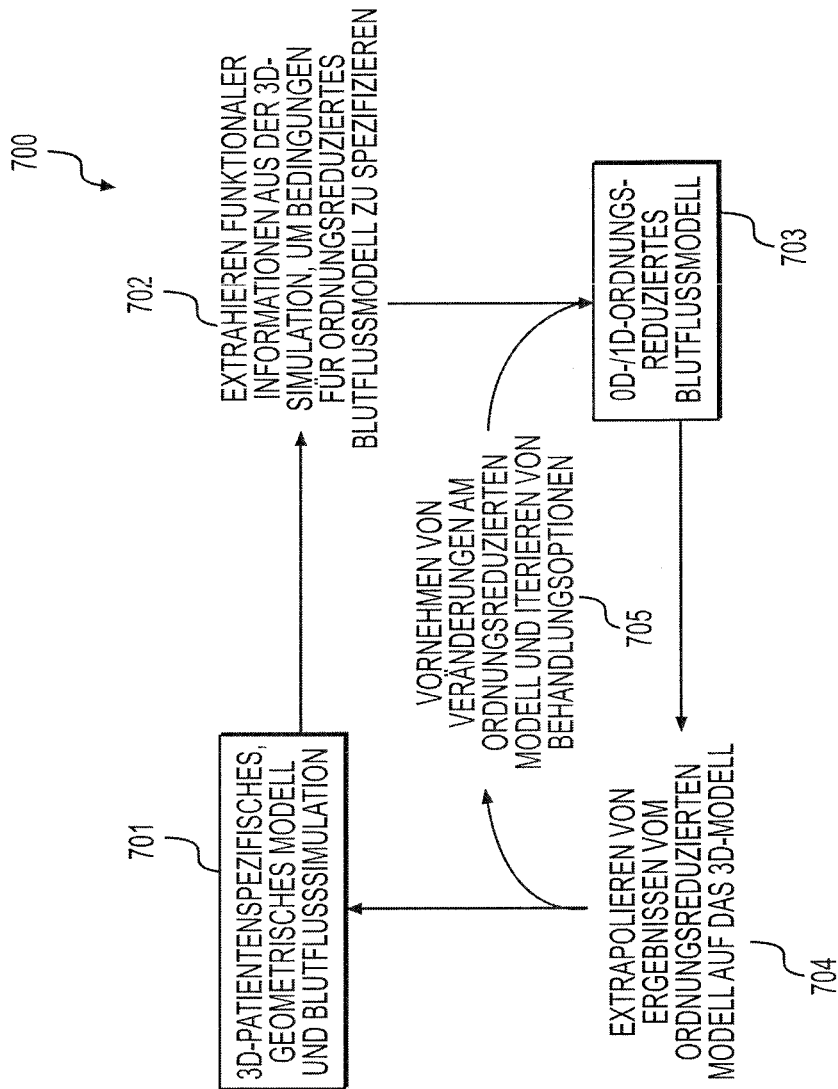 700
701
3D-PATIENTENSPEZIFISCHES,
GEOMETRISCHES MODELL
UND BLUTFLUSSSIMULATION
702
EXTRAHIEREN FUNKTIONALER
INFORMATIONEN AUS DER 3D-
SIMULATION, UM BEDINGUNGEN
FÜR ORDNUNGSREDUZIERTES
BLUTFLUSSMODELL ZU SPEZIFIZIEREN
VORNEHMEN VON
VERÄNDERUNGEN AM
ORDNUNGSREDUZIERTEN
MODELL UND ITERIEREN VON
BEHANDLUNGSOPTIONEN
705
EXTRAPOLIEREN VON
ERGEBNISSEN VOM
ORDNUNGSREDUZIERTEN
MODELL AUF DAS 3D-MODELL
704
0D-/1D-ORDNUNGS-
REDUZIERTES
BLUTFLUSSMODELL
703